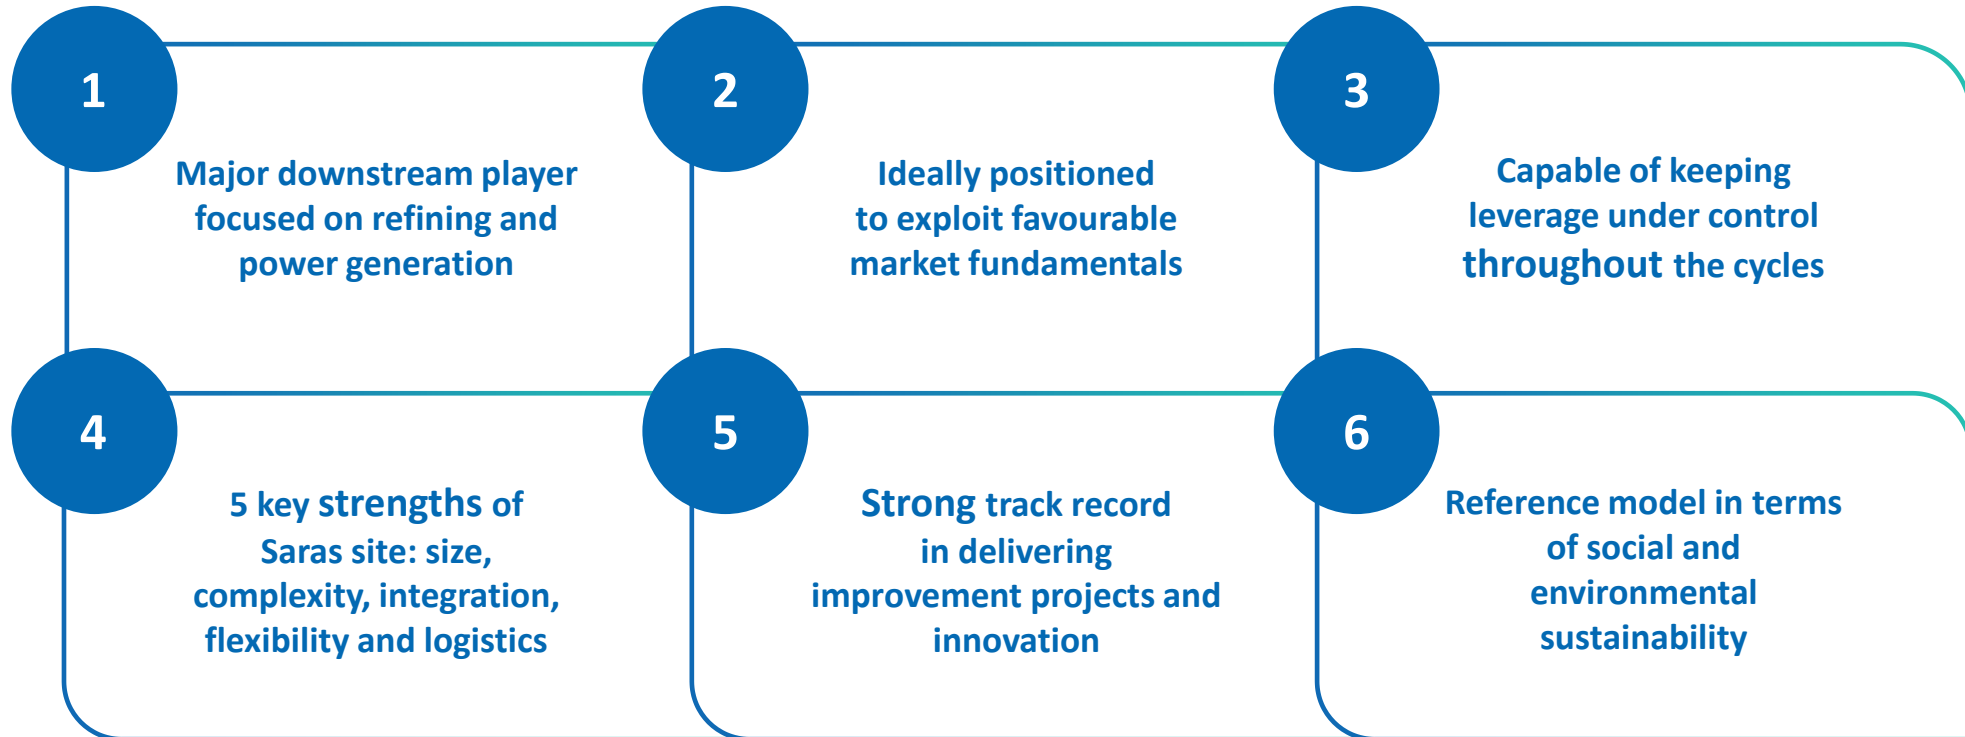 1
Major downstream player
focused on refining and
power generation
2
Ideally positioned
to exploit favourable
market fundamentals
3
Capable of keeping
leverage under control
throughout the cycles
4
5 key strengths of
Saras site: size,
complexity, integration,
flexibility and logistics
5
Strong track record
in delivering
improvement projects and
innovation
6
Reference model in terms
of social and
environmental
sustainability